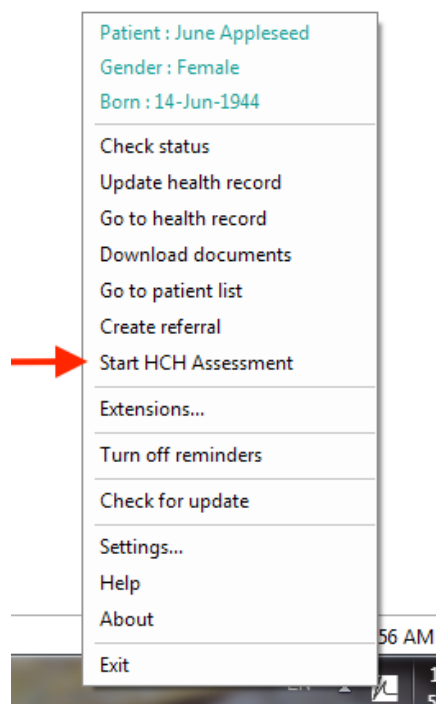 Patient : June Appleseed
Gender : Female
Born : 14-Jun-1944
Check status
Update health record
Go to health record
Download documents
Go to patient list
Create referral
Start HCH Assessment
Extensions...
Turn off reminders
Check for update
Settings...
Help
About
56 AM
Exit